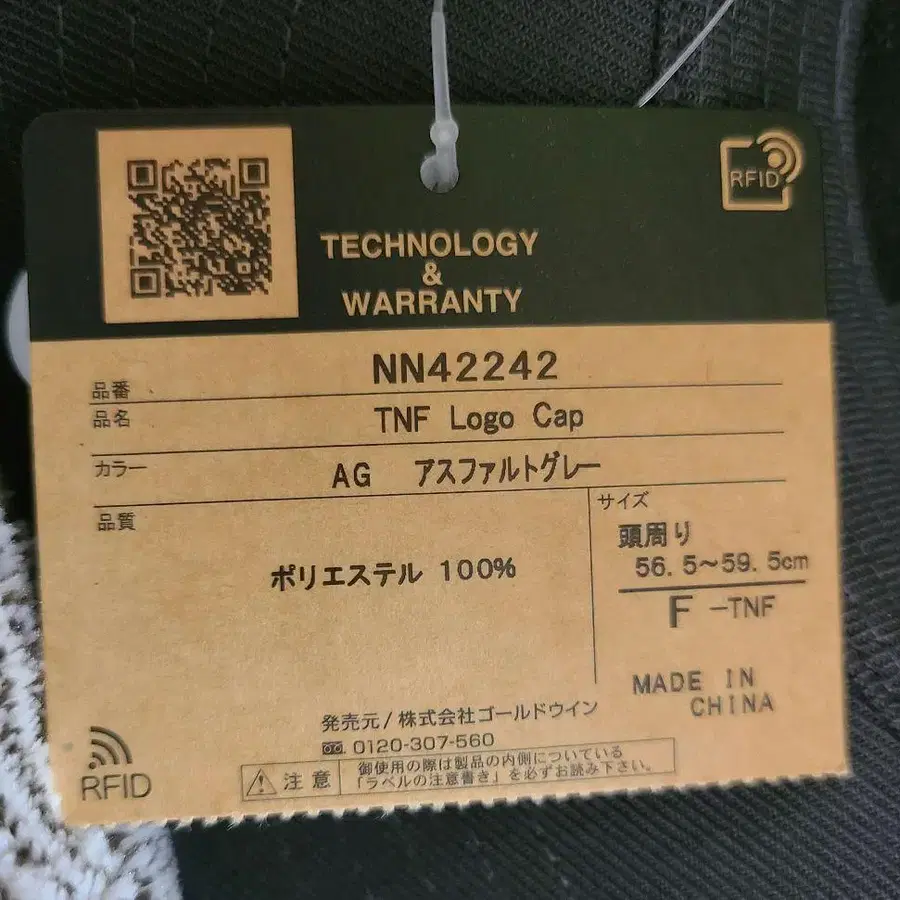 RFID
TECHNOLOGY
&
WARRANTY
品番 NN42242
品名 TNF Logo Cap
カラー AG アスファルトグレー
品質
ポリエステル 100%
サイズ
頭周り
56.5～59.5cm
F -TNF
MADE IN
CHINA
発売元/株式会社ゴールドウイン
0120-307-560
RFID
注意
御使用の際は製品の内側についている
「ラベルの注意書き」を必ずお読み下さい。